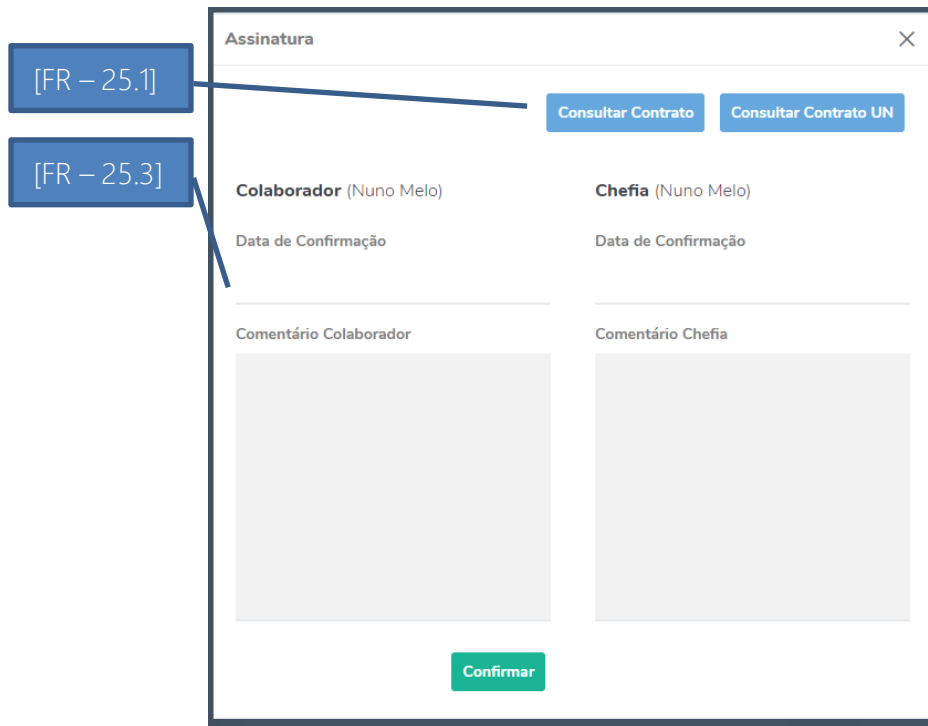 Assinatura
[FR – 25.1]
Consultar Contrato Consultar Contrato UN
[FR – 25.3]
Colaborador (Nuno Melo) Chefia (Nuno Melo)
Data de Confirmação Data de Confirmação
Comentário Colaborador Comentário Chefia
Confirmar